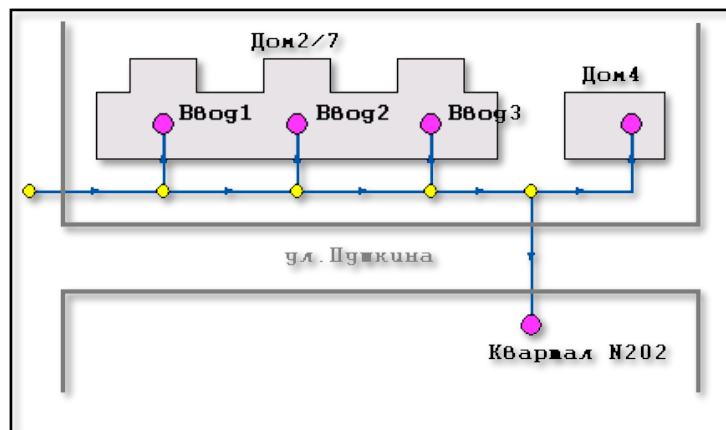 Дом2/7
Дом4
Ввод1
Ввод2
Ввод3
ул.Пушкина
Квартал N202